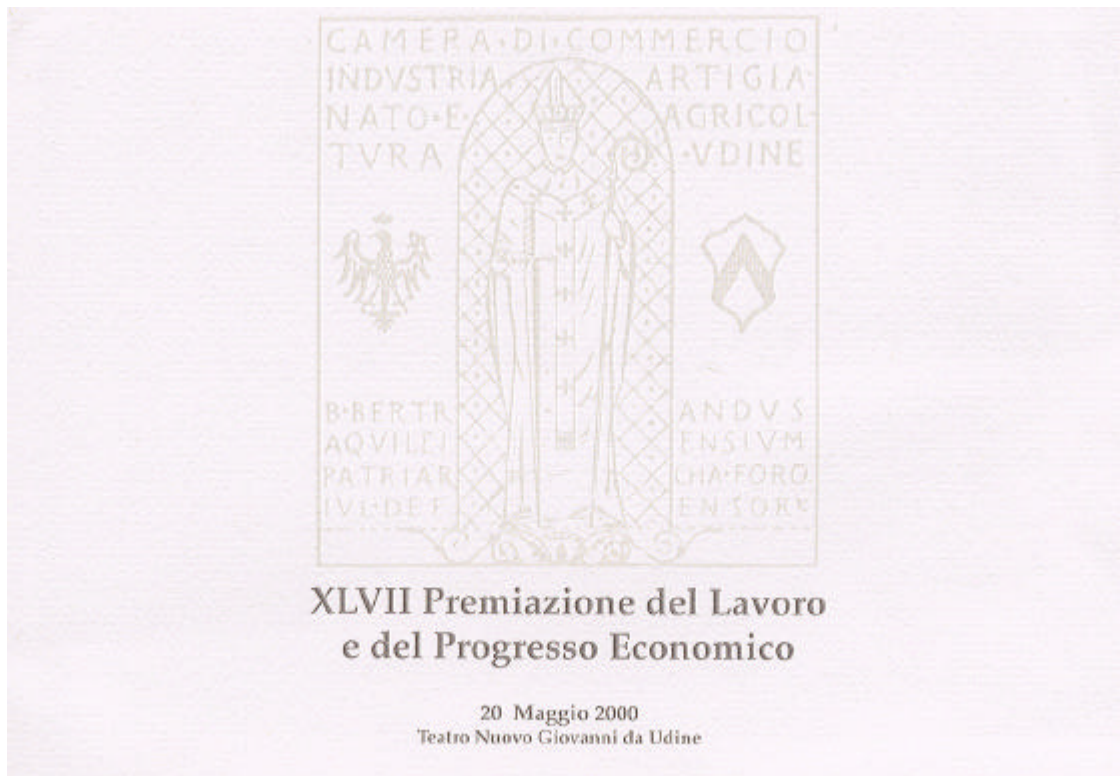 CAMERA·DI·COMMERCIO
INDVSTRIA ARTIGIA
NATO·E· AGRICOL·
TVRA ·VDINE
B·BERTR ANDVS
AQVILEI ENSIVM
PATRIAR CHA·FORO
IVL·DEF ENSOR
XLVII Premiazione del Lavoro
e del Progresso Economico
20 Maggio 2000
Teatro Nuovo Giovanni da Udine